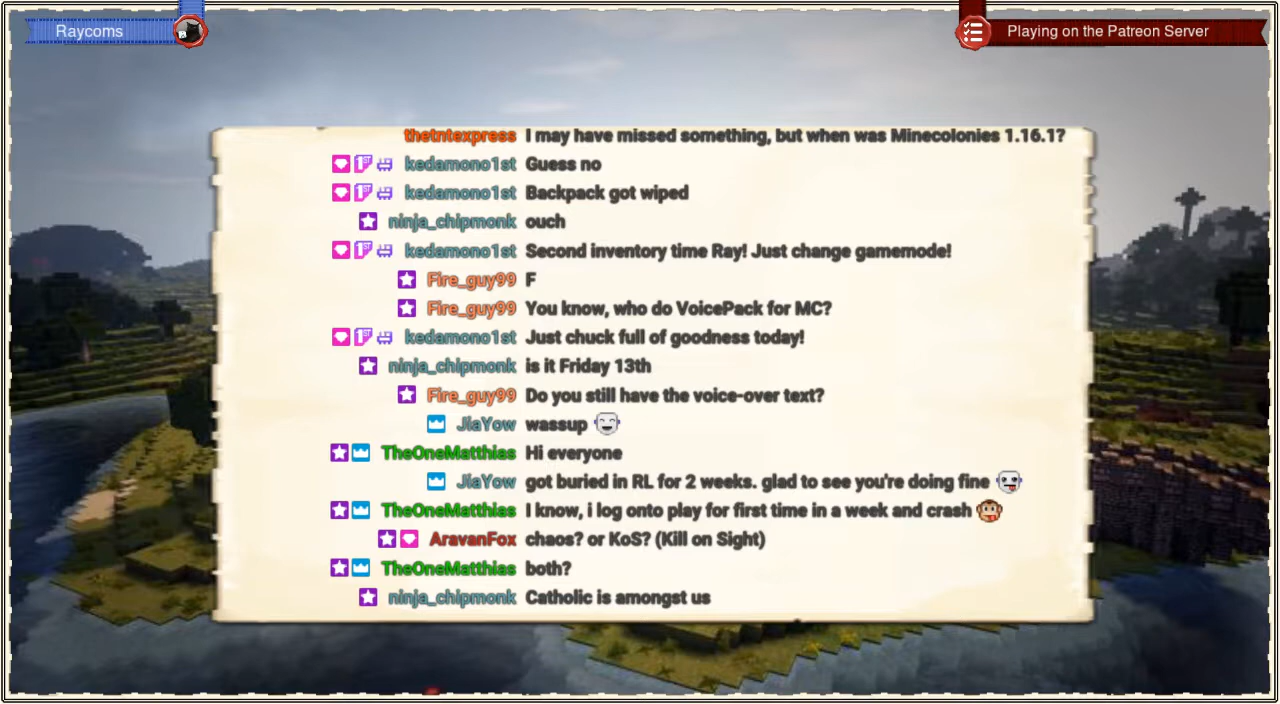 Raycoms
Playing on the Patreon Server
thetntexpress I may have missed something, but when was Minecolonies 1.16.1?
kedamono1st Guess no
kedamono1st Backpack got wiped
ninja_chipmonk ouch
kedamono1st Second inventory time Ray! Just change gamemode!
Fire_guy99 F
Fire_guy99 You know, who do VoicePack for MC?
kedamono1st Just chuck full of goodness today!
ninja_chipmonk is it Friday 13th
Fire_guy99 Do you still have the voice-over text?
JiaYow wassup
TheOneMatthias Hi everyone
JiaYow got buried in RL for 2 weeks. glad to see you're doing fine
TheOneMatthias I know, i log onto play for first time in a week and crash
AravanFox chaos? or KoS? (Kill on Sight)
TheOneMatthias both?
ninja_chipmonk Catholic is amongst us